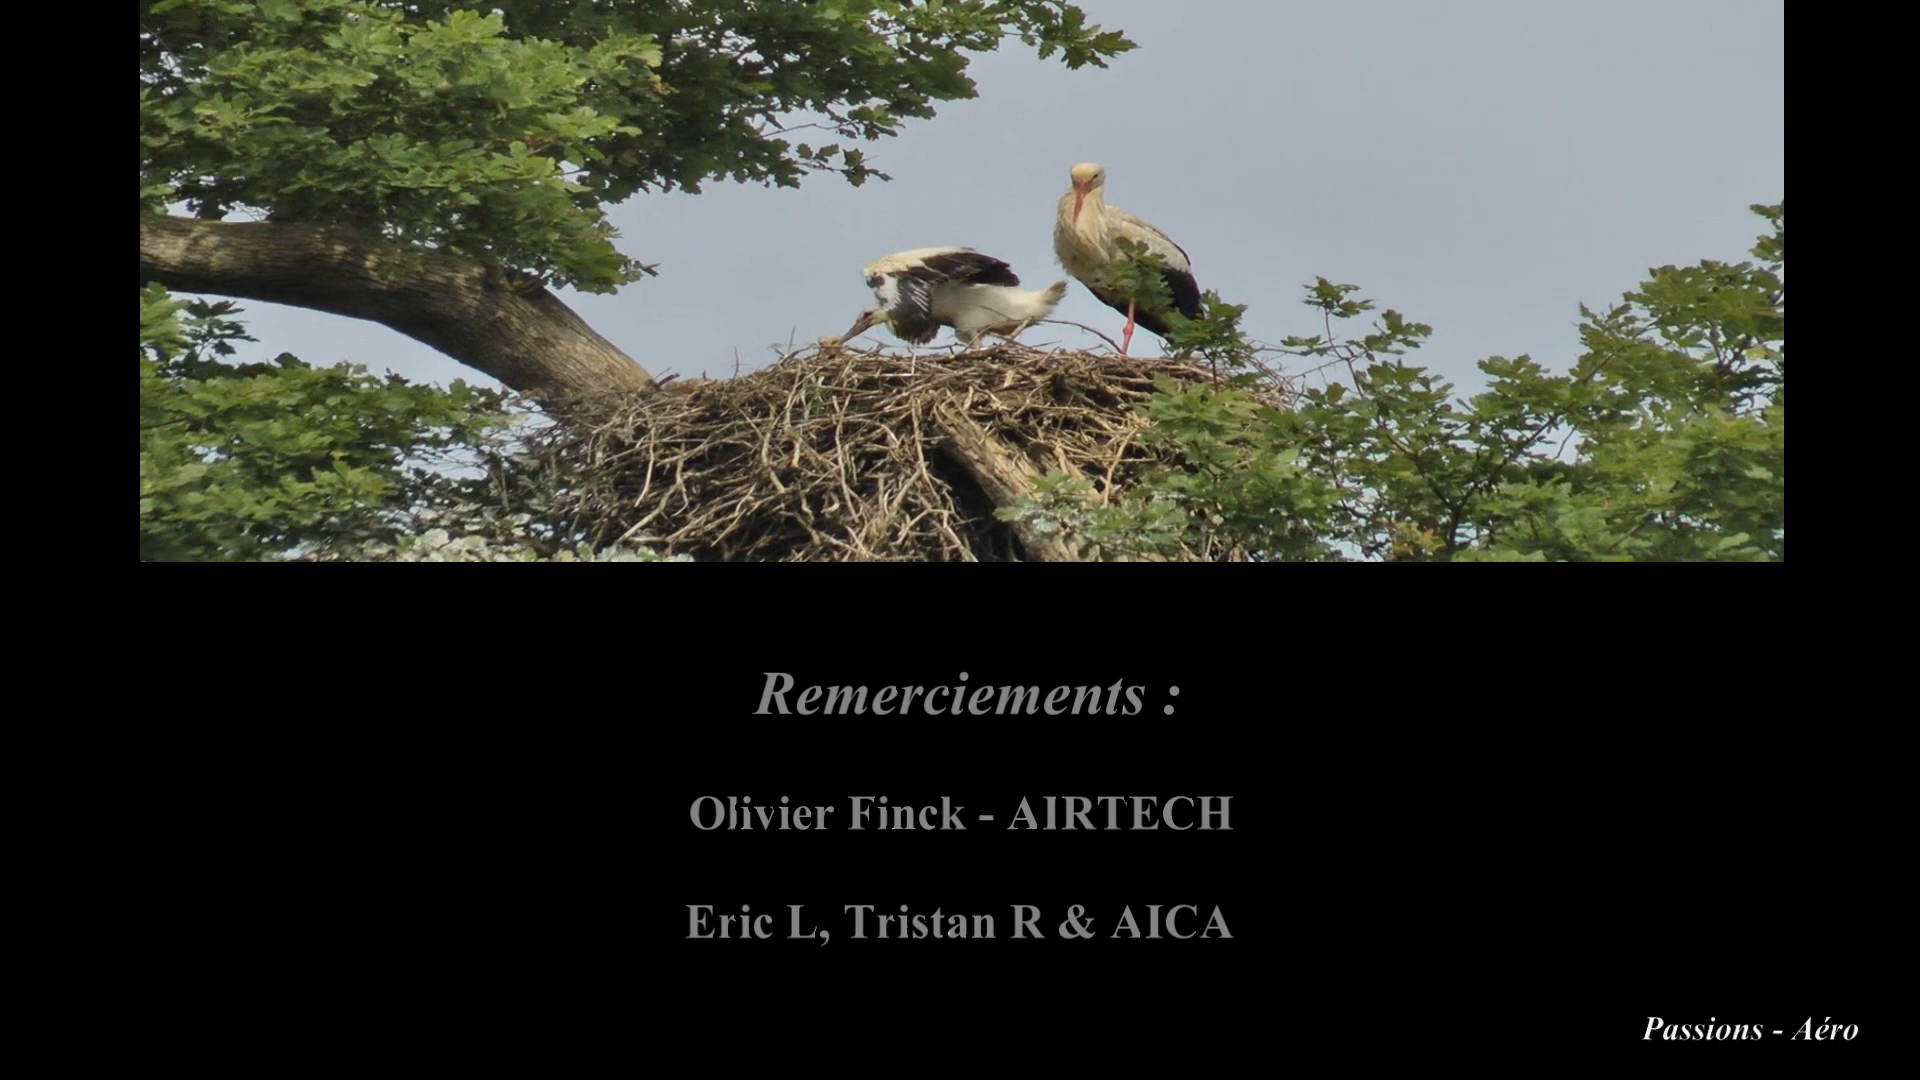 Remerciements :
Olivier Finck - AIRTECH
Eric L, Tristan R & AICA
Passions - Aéro